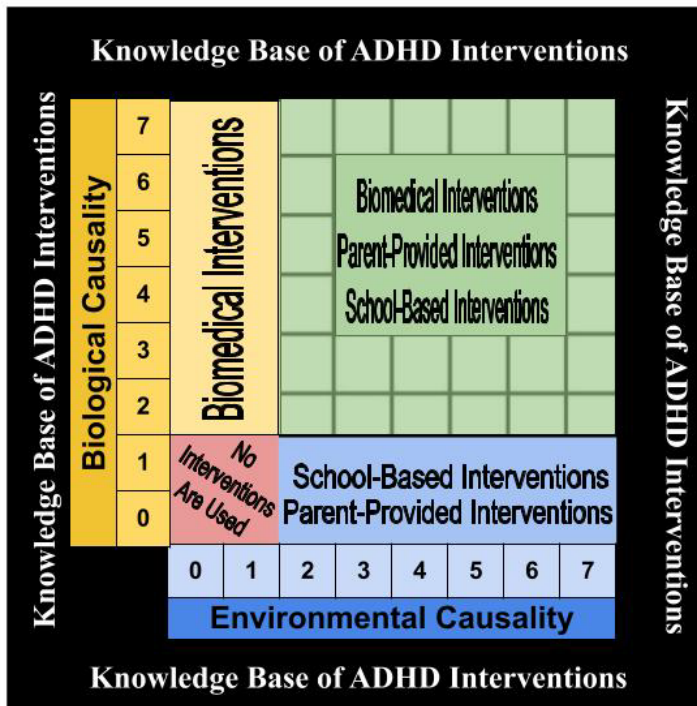 Knowledge Base of ADHD Interventions
Knowledge Base of ADHD Interventions
Biological Causality
7
6
5
4
3
2
1
0
Biomedical Interventions
Biomedical Interventions
Parent-Provided Interventions
School-Based Interventions
No
Interventions
Are Used
School-Based Interventions
Parent-Provided Interventions
0 1 2 3 4 5 6 7
Environmental Causality
Knowledge Base of ADHD Interventions
Knowledge Base of ADHD Interventions